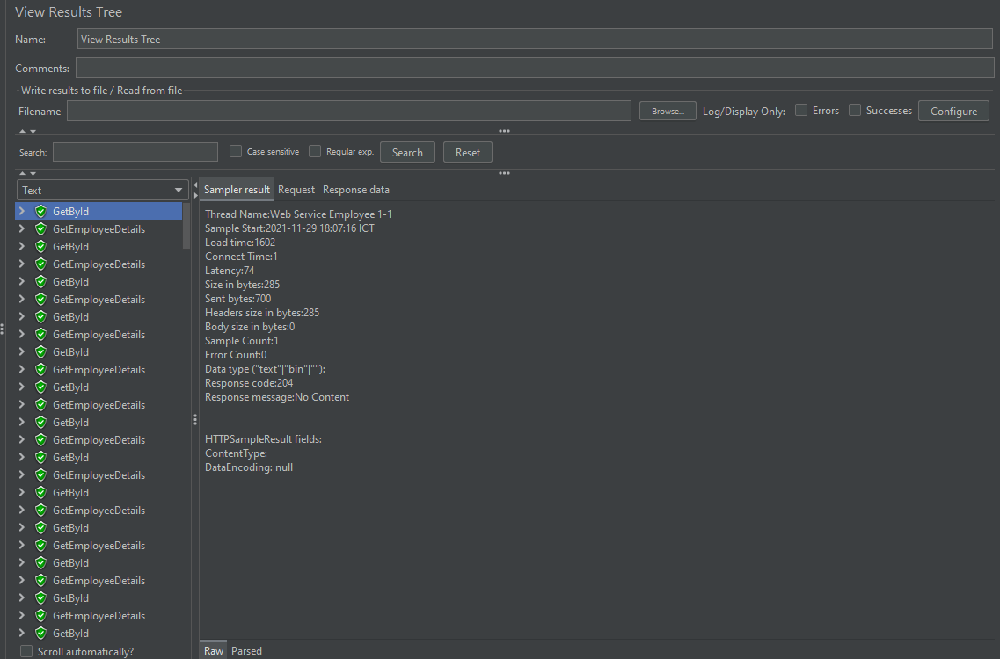 View Results Tree
Name: View Results Tree
Comments:
Write results to file / Read from file
Filename Browse... Log/Display Only: Errors Successes Configure
Search: Case sensitive Regular exp. Search Reset
Text
GetById
GetEmployeeDetails
GetById
GetEmployeeDetails
GetById
GetEmployeeDetails
GetById
GetEmployeeDetails
GetById
GetEmployeeDetails
GetById
GetEmployeeDetails
GetById
GetEmployeeDetails
GetById
GetEmployeeDetails
GetById
GetEmployeeDetails
GetById
GetEmployeeDetails
GetById
GetEmployeeDetails
GetById
GetEmployeeDetails
GetById
Scroll automatically?
Sampler result Request Response data
Thread Name:Web Service Employee 1-1
Sample Start:2021-11-29 18:07:16 ICT
Load time:1602
Connect Time:1
Latency:74
Size in bytes:285
Sent bytes:700
Headers size in bytes:285
Body size in bytes:0
Sample Count:1
Error Count:0
Data type ("text"|"bin"|""):
Response code:204
Response message:No Content
HTTPSampleResult fields:
ContentType:
DataEncoding: null
Raw Parsed